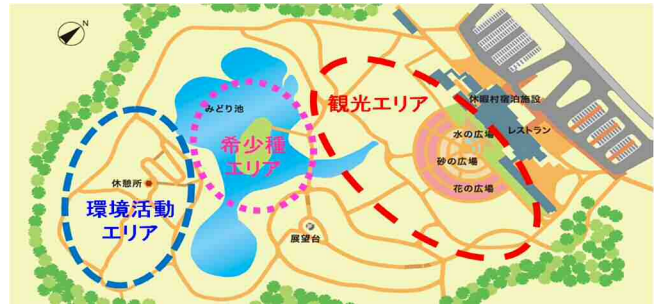 N
みどり池
観光エリア
休暇村宿泊施設
水の広場
レストラン
希少種
エリア
砂の広場
休憩所
花の広場
環境活動
エリア
展望台